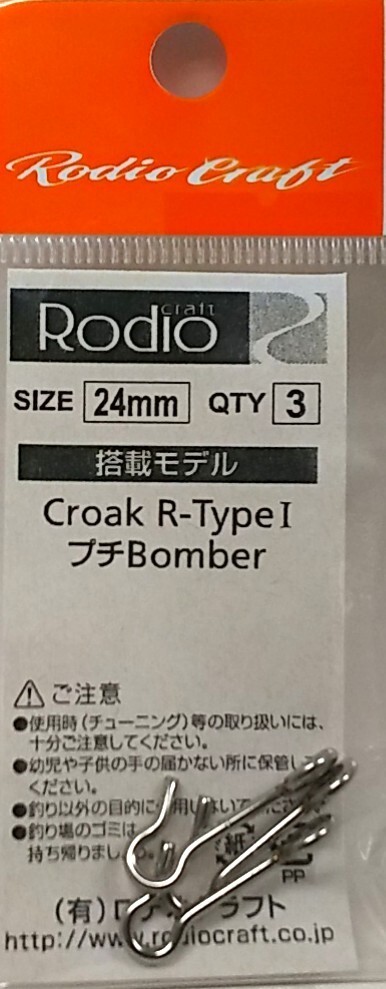 Rodio Craft
Rodio craft
SIZE 24mm QTY 3
搭載モデル
Croak R-TypeⅠ
プチBomber
⚠ご注意
●使用時(チューニング)等の取り扱いには、
十分ご注意してください。
●幼児や子供の手の届かない所に保管し
ください。
●釣り以外の目的に
●釣り場のゴミは
持ち帰りまし
紙
PP
(有)ロデオクラフト
http://www.rodiocraft.co.jp